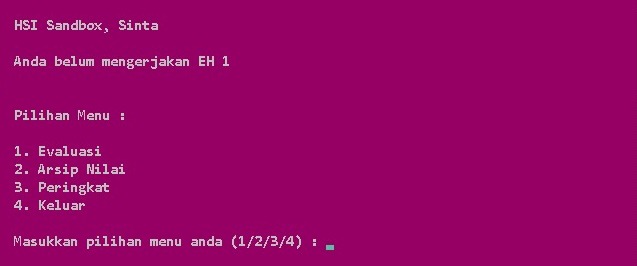 HSI Sandbox, Sinta
Anda belum mengerjakan EH 1
Pilihan Menu :
1. Evaluasi
2. Arsip Nilai
3. Peringkat
4. Keluar
Masukkan pilihan menu anda (1/2/3/4) :